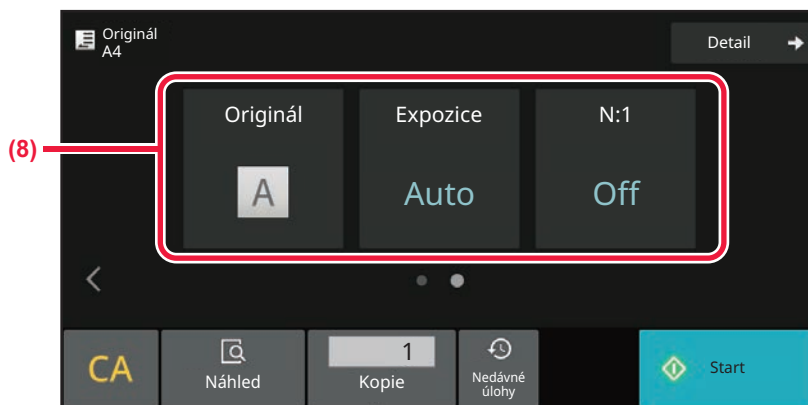 Originál
A4
Detail
Originál
Expozice
N:1
(8)
A
Auto
Off
CA
Náhled
1
Kopie
Nedávné
úlohy
Start